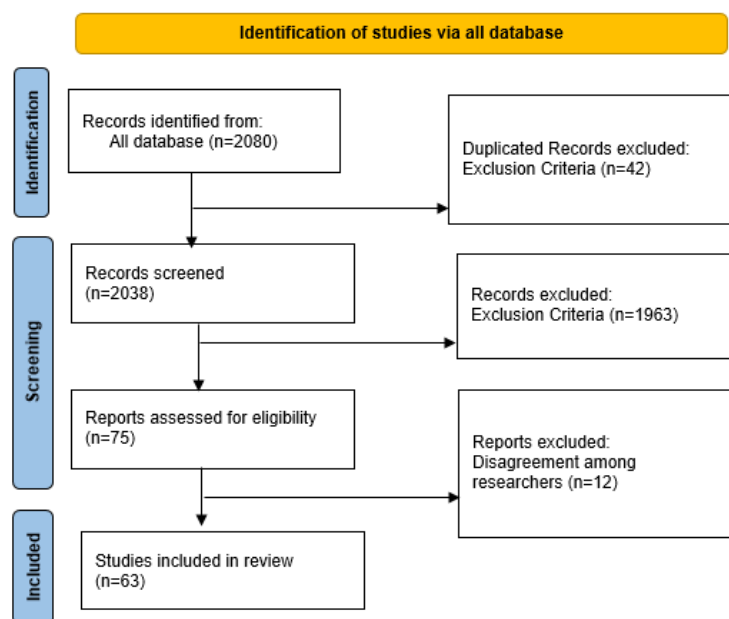 Identification of studies via all database
Identification
Records identified from:
All database (n=2080)
Duplicated Records excluded:
Exclusion Criteria (n=42)
Screening
Records screened
(n=2038)
Records excluded:
Exclusion Criteria (n=1963)
Reports assessed for eligibility
(n=75)
Reports excluded:
Disagreement among
researchers (n=12)
Included
Studies included in review
(n=63)